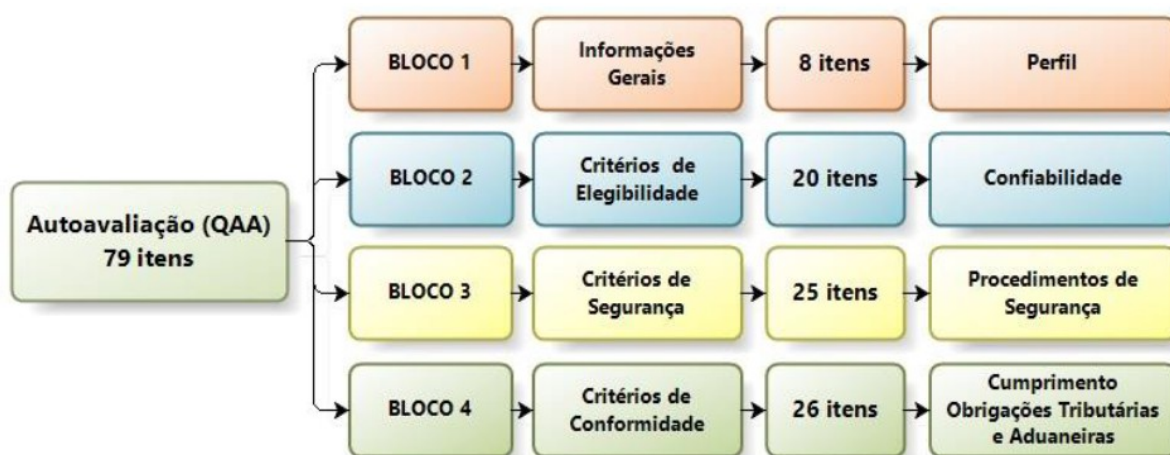 Autoavaliação (QAA)
79 itens
BLOCO 1
Informações
Gerais
8 itens
Perfil
BLOCO 2
Critérios de
Elegibilidade
20 itens
Confiabilidade
BLOCO 3
Critérios de
Segurança
25 itens
Procedimentos de
Segurança
BLOCO 4
Critérios de
Conformidade
26 itens
Cumprimento
Obrigações Tributárias
e Aduaneiras